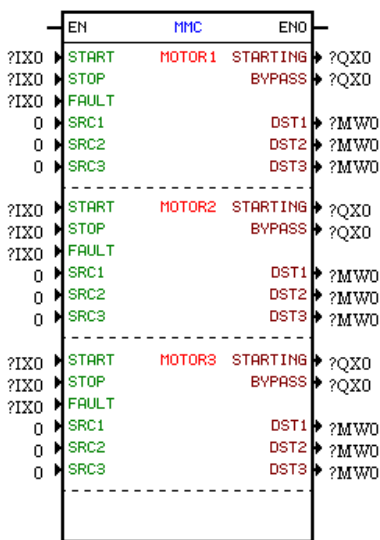 EN MMC ENO
?IX0 START MOTOR1 STARTING ?QX0
?IX0 STOP BYPASS ?QX0
?IX0 FAULT
0 SRC1 DST1 ?MW0
0 SRC2 DST2 ?MW0
0 SRC3 DST3 ?MW0
?IX0 START MOTOR2 STARTING ?QX0
?IX0 STOP BYPASS ?QX0
?IX0 FAULT
0 SRC1 DST1 ?MW0
0 SRC2 DST2 ?MW0
0 SRC3 DST3 ?MW0
?IX0 START MOTOR3 STARTING ?QX0
?IX0 STOP BYPASS ?QX0
?IX0 FAULT
0 SRC1 DST1 ?MW0
0 SRC2 DST2 ?MW0
0 SRC3 DST3 ?MW0